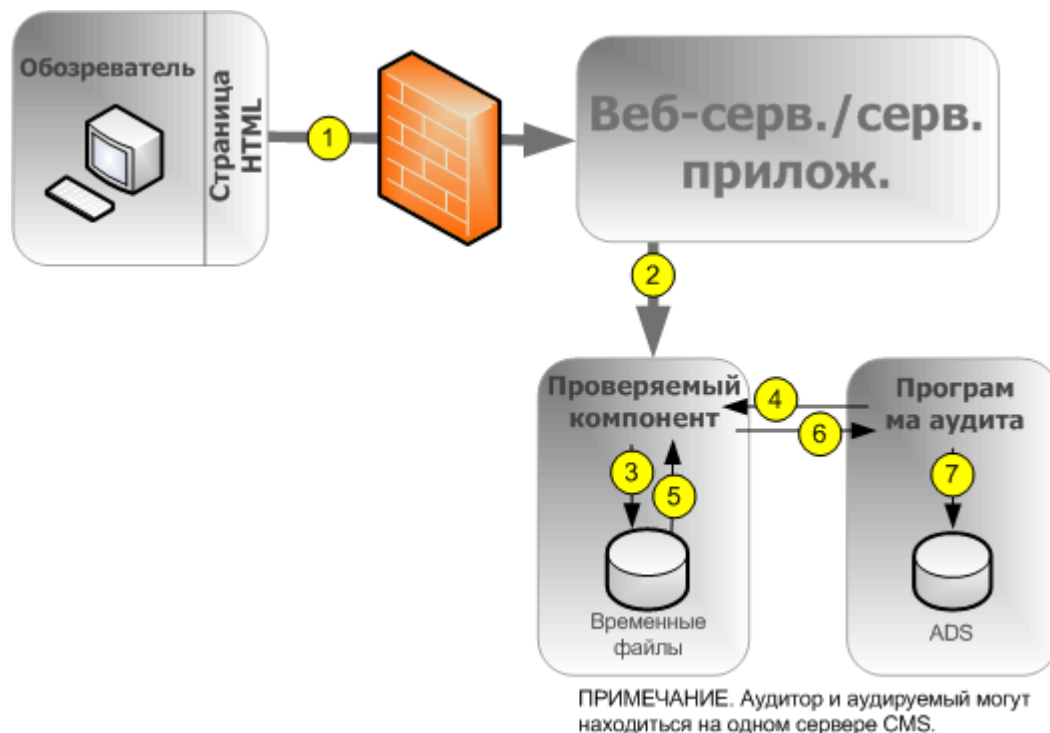 Обозреватель
Страница
HTML
1
Веб-серв./серв.
прилож.
2
Проверяемый
компонент
4
6
Програм
ма аудита
3
5
7
Временные
файлы
ADS
ПРИМЕЧАНИЕ. Аудитор и аудируемый могут
находиться на одном сервере CMS.